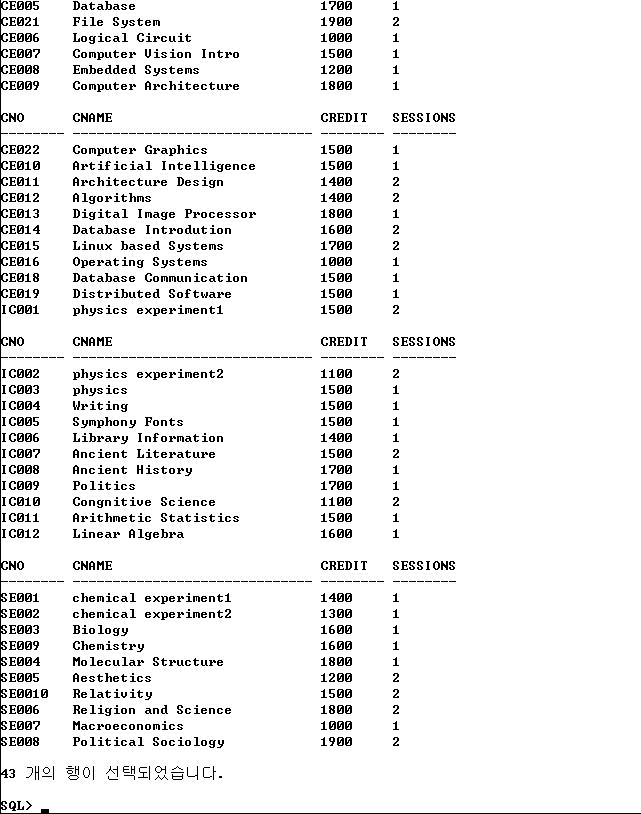 CE005    Database                       1700     1
CE021    File System                    1900     2
CE006    Logical Circuit                1000     1
CE007    Computer Vision Intro          1500     1
CE008    Embedded Systems               1200     1
CE009    Computer Architecture          1800     1
CNO      CNAME                          CREDIT   SESSIONS
-------- ------------------------------ -------- --------
CE022    Computer Graphics              1500     1
CE010    Artificial Intelligence        1500     1
CE011    Architecture Design            1400     2
CE012    Algorithms                     1400     2
CE013    Digital Image Processor        1800     1
CE014    Database Introdution           1600     2
CE015    Linux based Systems            1700     2
CE016    Operating Systems              1000     1
CE018    Database Communication         1500     1
CE019    Distributed Software           1500     1
IC001    physics experiment1            1500     2
CNO      CNAME                          CREDIT   SESSIONS
-------- ------------------------------ -------- --------
IC002    physics experiment2            1100     2
IC003    physics                        1500     1
IC004    Writing                        1500     1
IC005    Symphony Fonts                 1500     1
IC006    Library Information            1400     1
IC007    Ancient Literature             1500     2
IC008    Ancient History                1700     1
IC009    Politics                       1700     1
IC010    Congnitive Science             1100     2
IC011    Arithmetic Statistics          1500     1
IC012    Linear Algebra                 1600     1
CNO      CNAME                          CREDIT   SESSIONS
-------- ------------------------------ -------- --------
SE001    chemical experiment1           1400     1
SE002    chemical experiment2           1300     1
SE003    Biology                        1600     1
SE009    Chemistry                      1600     1
SE004    Molecular Structure            1800     1
SE005    Aesthetics                     1200     2
SE0010   Relativity                     1500     2
SE006    Religion and Science           1800     2
SE007    Macroeconomics                 1000     1
SE008    Political Sociology            1900     2
43 개의 행이 선택되었습니다.
SQL> _